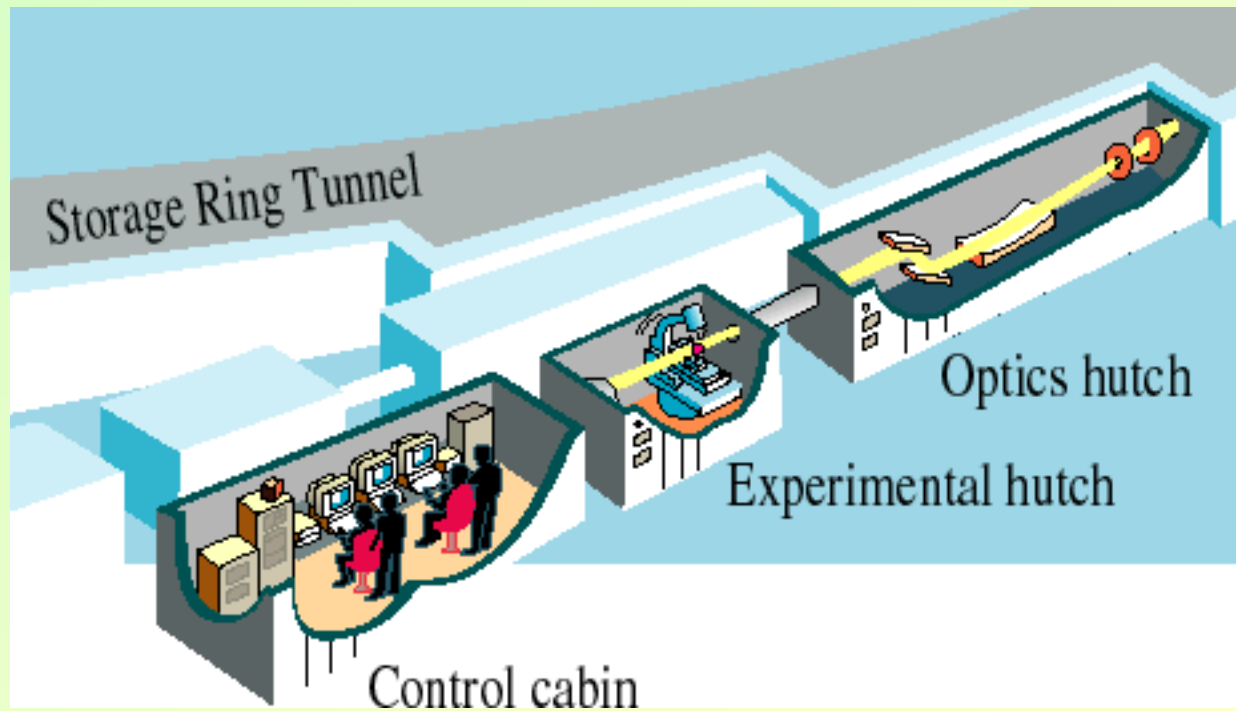 Storage Ring Tunnel
Optics hutch
Experimental hutch
Control cabin